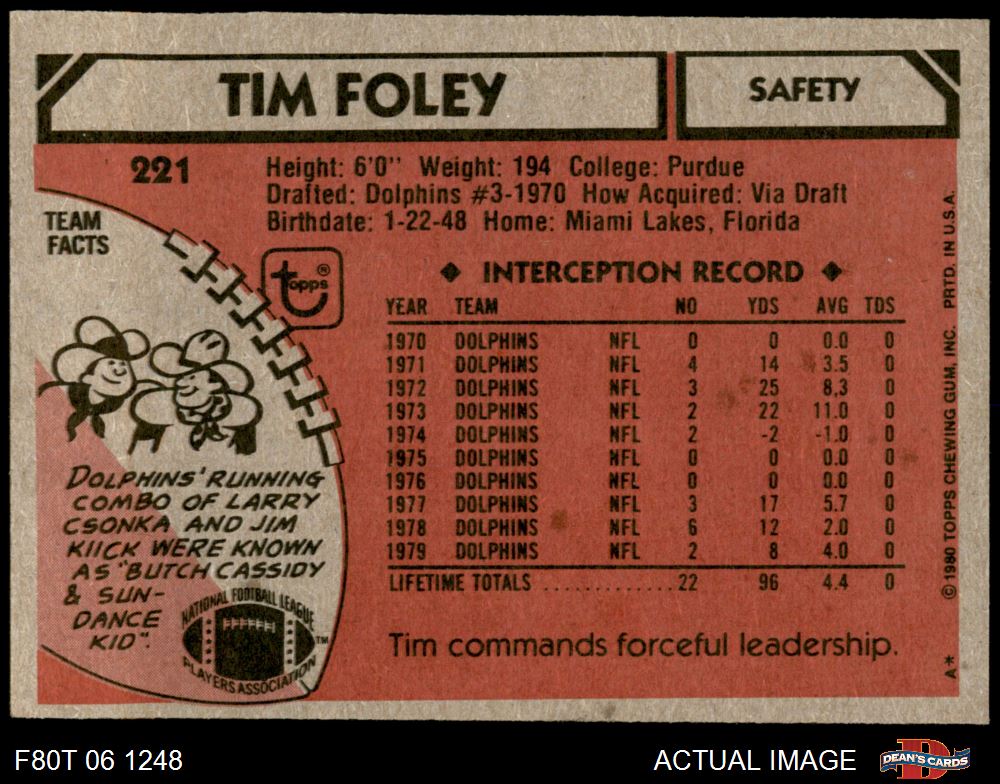 TIM FOLEY
SAFETY
221
Height: 6'0" Weight: 194 College: Purdue
Drafted: Dolphins #3-1970 How Acquired: Via Draft
Birthdate: 1-22-48 Home: Miami Lakes, Florida
TEAM
FACTS
topps®
◆ INTERCEPTION RECORD ◆
YEAR TEAM NO YDS AVG TDS
1970 DOLPHINS NFL 0 0 0.0 0
1971 DOLPHINS NFL 4 14 3.5 0
1972 DOLPHINS NFL 3 25 8.3 0
1973 DOLPHINS NFL 2 22 11.0 0
1974 DOLPHINS NFL 2 -2 -1.0 0
1975 DOLPHINS NFL 0 0 0.0 0
1976 DOLPHINS NFL 0 0 0.0 0
1977 DOLPHINS NFL 3 17 5.7 0
1978 DOLPHINS NFL 6 12 2.0 0
1979 DOLPHINS NFL 2 8 4.0 0
LIFETIME TOTALS ............. 22 96 4.4 0
Tim commands forceful leadership.
DOLPHINS' RUNNING
COMBO OF LARRY
CSONKA AND JIM
KIICK WERE KNOWN
AS "BUTCH CASSIDY
& SUN-
DANCE
KID".
NATIONAL FOOTBALL LEAGUE
PLAYERS ASSOCIATION
TM
© 1980 TOPPS CHEWING GUM, INC. PRTD. IN U.S.A.
A*
F80T 06 1248
ACTUAL IMAGE
DEAN'S CARDS